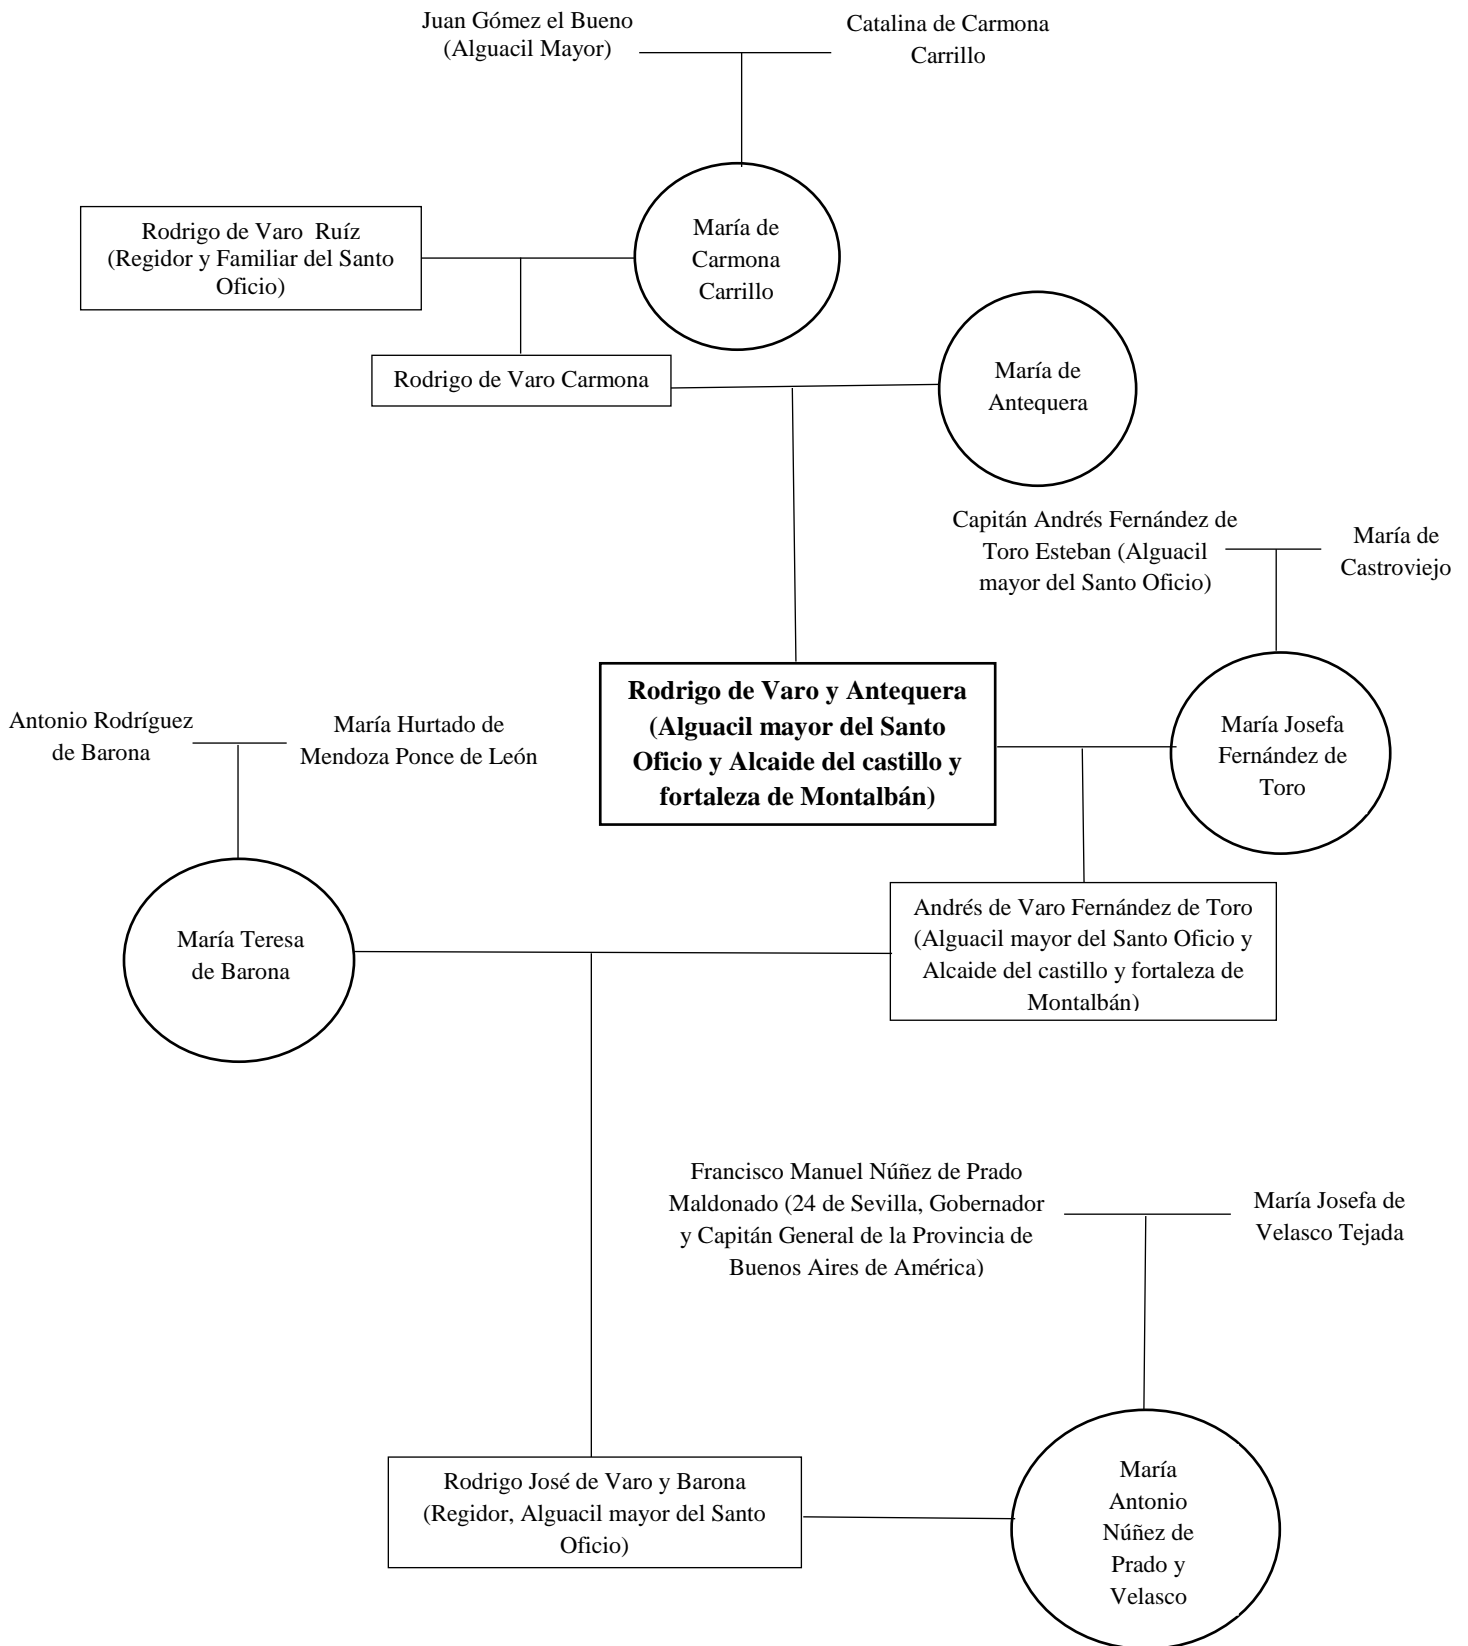 Juan Gómez el Bueno
(Alguacil Mayor)
Catalina de Carmona
Carrillo
Rodrigo de Varo Ruíz
(Regidor y Familiar del Santo
Oficio)
María de
Carmona
Carrillo
Rodrigo de Varo Carmona
María de
Antequera
Capitán Andrés Fernández de
Toro Esteban (Alguacil
mayor del Santo Oficio)
María de
Castroviejo
Rodrigo de Varo y Antequera
(Alguacil mayor del Santo
Oficio y Alcaide del castillo y
fortaleza de Montalbán)
María Josefa
Fernández de
Toro
Antonio Rodríguez
de Barona
María Hurtado de
Mendoza Ponce de León
María Teresa
de Barona
Andrés de Varo Fernández de Toro
(Alguacil mayor del Santo Oficio y
Alcaide del castillo y fortaleza de
Montalbán)
Francisco Manuel Núñez de Prado
Maldonado (24 de Sevilla, Gobernador
y Capitán General de la Provincia de
Buenos Aires de América)
María Josefa de
Velasco Tejada
Rodrigo José de Varo y Barona
(Regidor, Alguacil mayor del Santo
Oficio)
María
Antonio
Núñez de
Prado y
Velasco